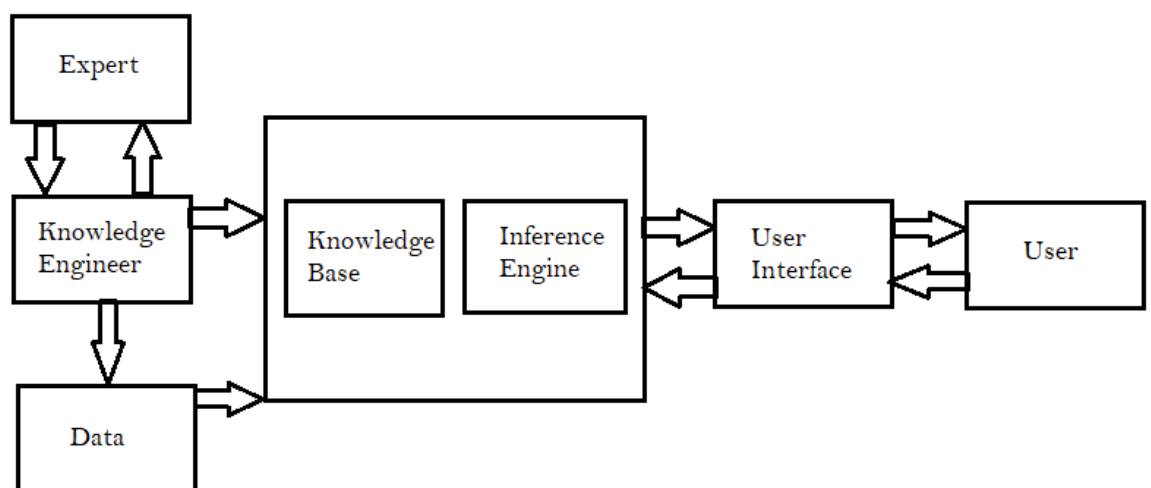 Expert
Knowledge
Engineer
Data
Knowledge
Base
Inference
Engine
User
Interface
User